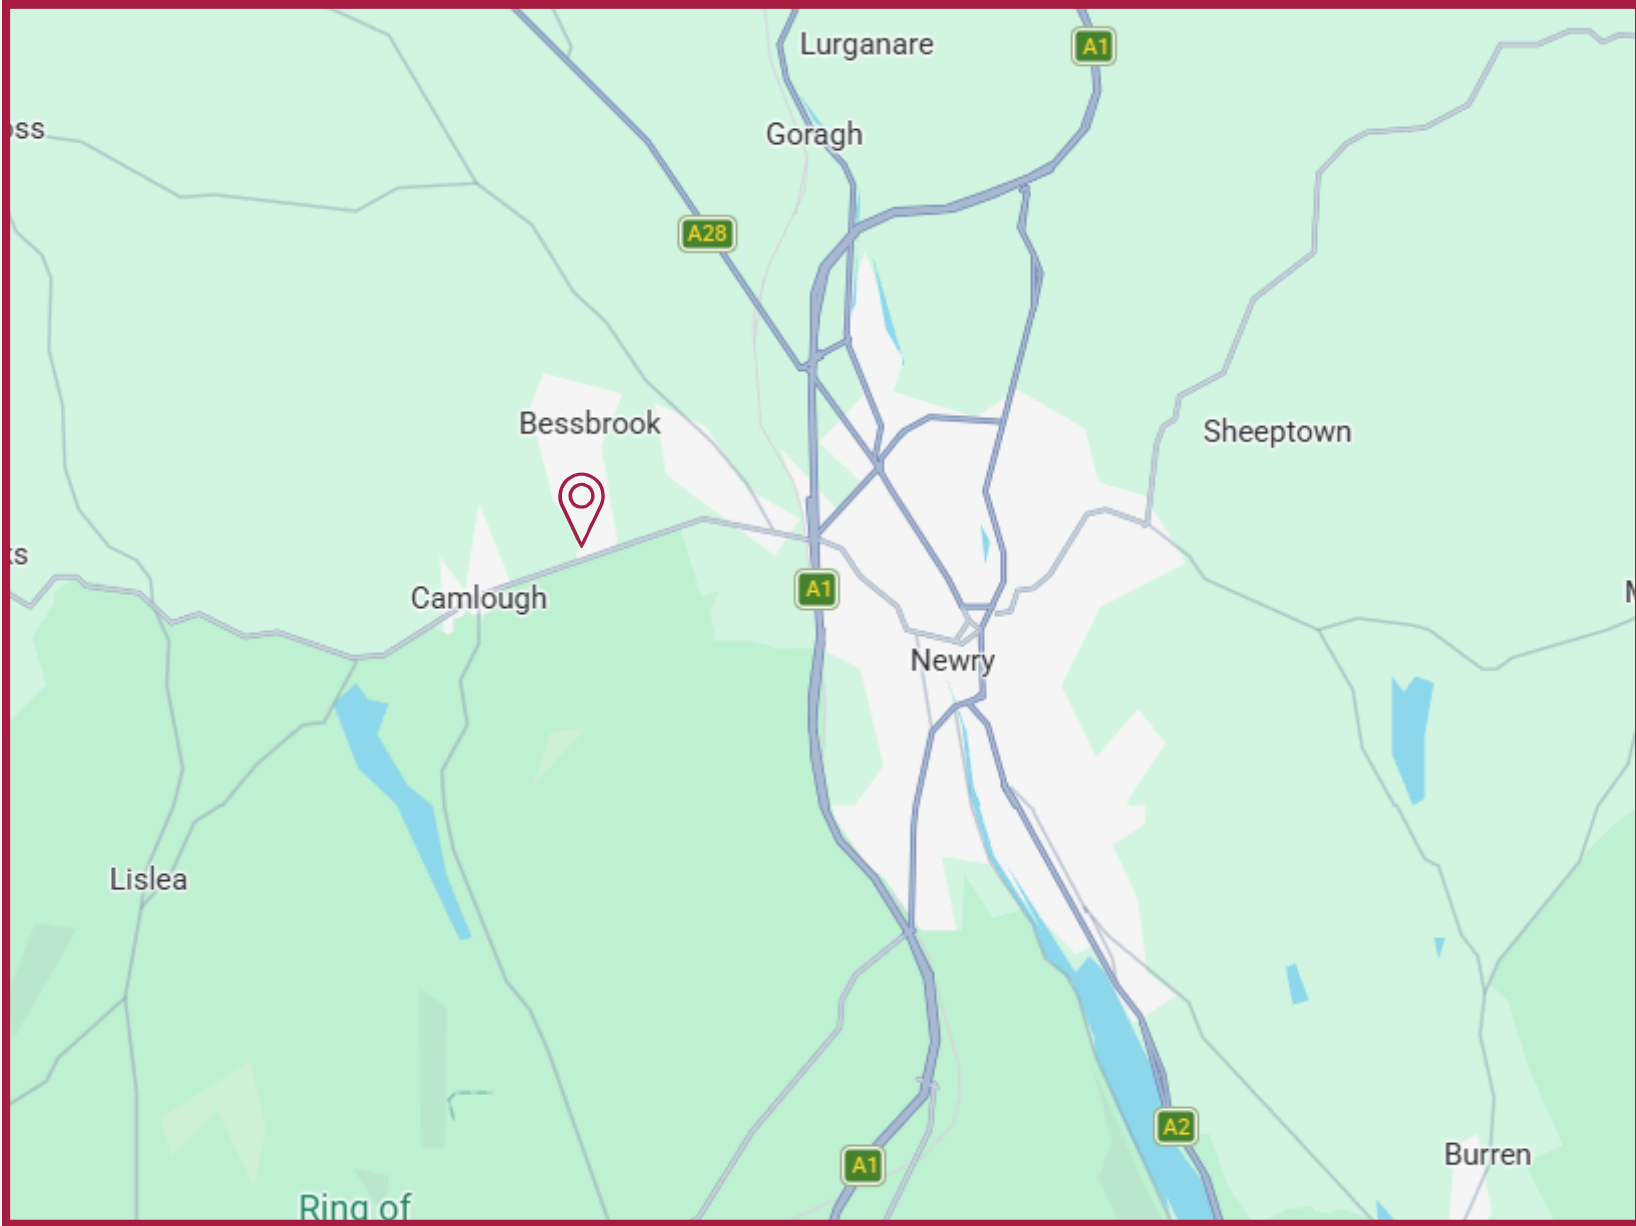 Lurganare
A1
Goragh
A28
Bessbrook
Sheeptown
A1
Camlough
Newry
Lislea
A2
Burren
A1
Ring of